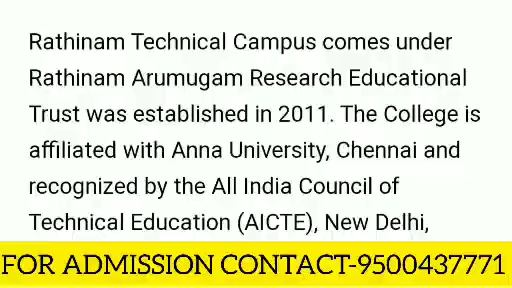 Rathinam Technical Campus comes under
Rathinam Arumugam Research Educational
Trust was established in 2011. The College is
affiliated with Anna University, Chennai and
recognized by the All India Council of
Technical Education (AICTE), New Delhi,
FOR ADMISSION CONTACT-9500437771